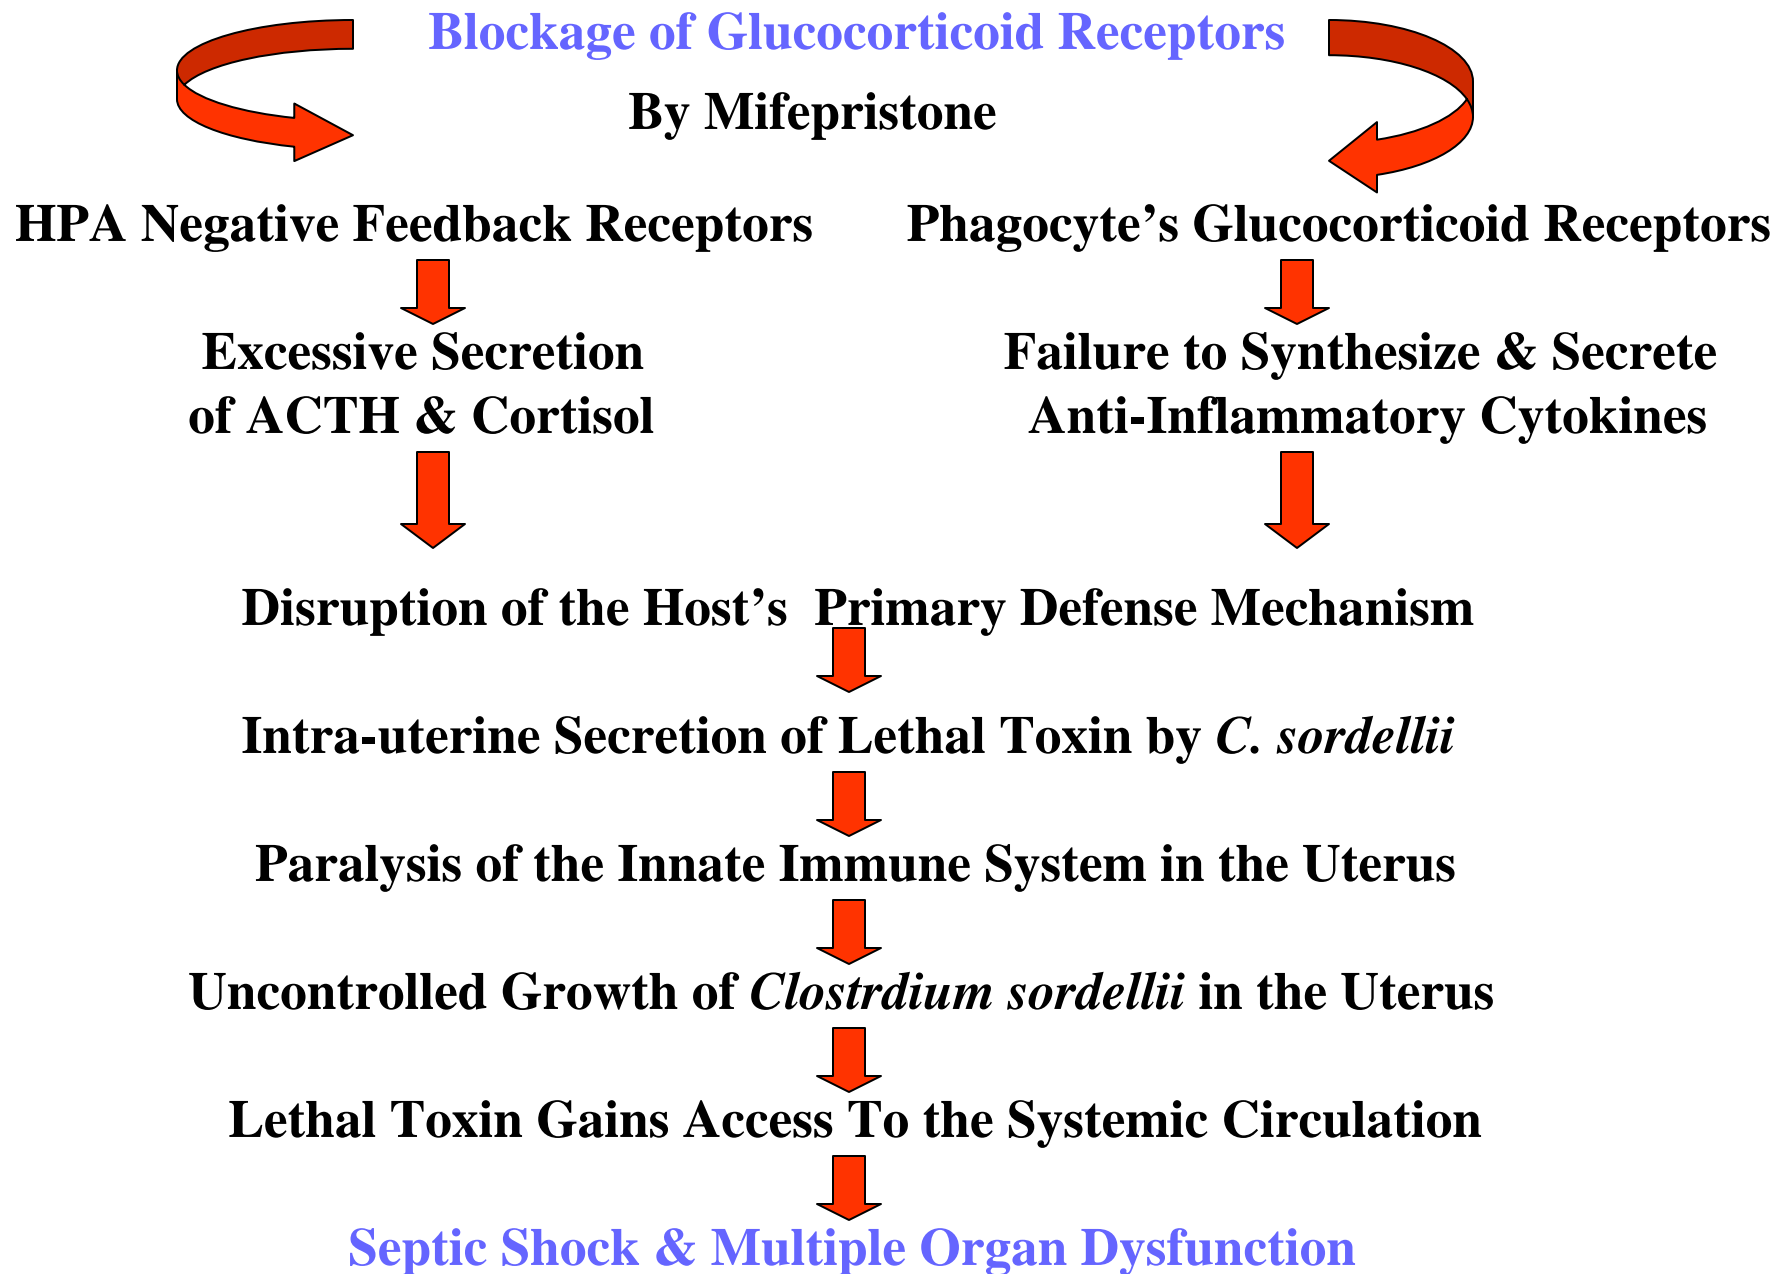 Blockage of Glucocorticoid Receptors
By Mifepristone
HPA Negative Feedback Receptors
Phagocyte’s Glucocorticoid Receptors
Excessive Secretion
of ACTH & Cortisol
Failure to Synthesize & Secrete
Anti-Inflammatory Cytokines
Disruption of the Host’s  Primary Defense Mechanism
Intra-uterine Secretion of Lethal Toxin by C. sordellii
Paralysis of the Innate Immune System in the Uterus
Uncontrolled Growth of Clostrdium sordellii in the Uterus
Lethal Toxin Gains Access To the Systemic Circulation
Septic Shock & Multiple Organ Dysfunction